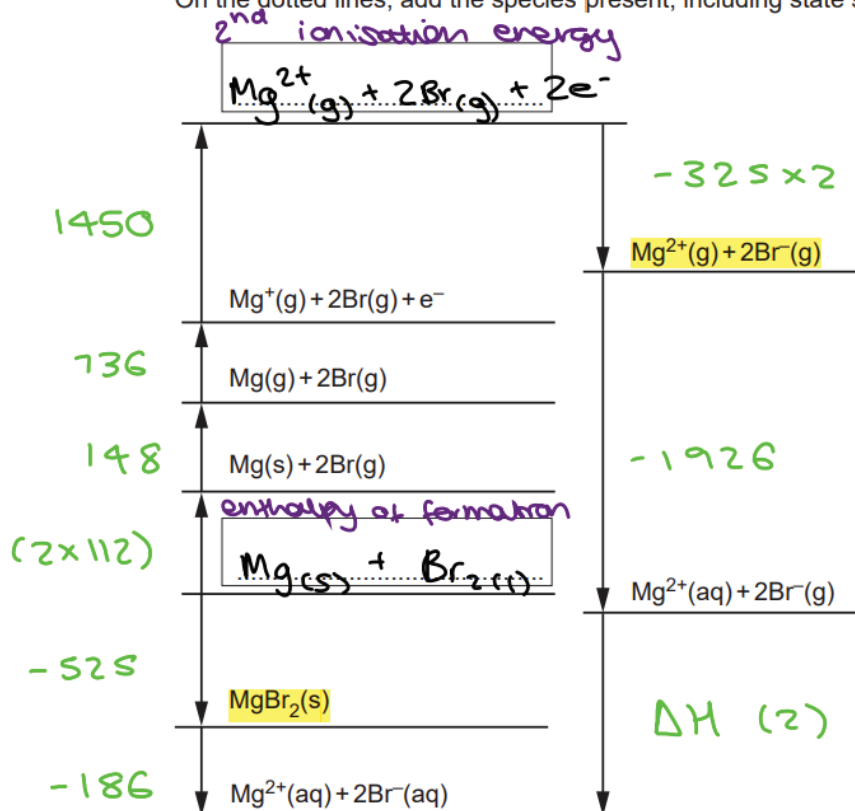 On the dotted lines, add the species present, including state s
2nd ionisation energy
Mg2+(g) + 2Br(g) + 2e-
1450
-325 x 2
Mg2+(g) + 2Br–(g)
Mg+(g) + 2Br(g) + e–
736
Mg(g) + 2Br(g)
148
Mg(s) + 2Br(g)
-1926
enthalpy of formation
(2x112)
Mg(s) + Br2(l)
Mg2+(aq) + 2Br–(g)
-525
MgBr2(s)
ΔH (2)
-186
Mg2+(aq) + 2Br–(aq)